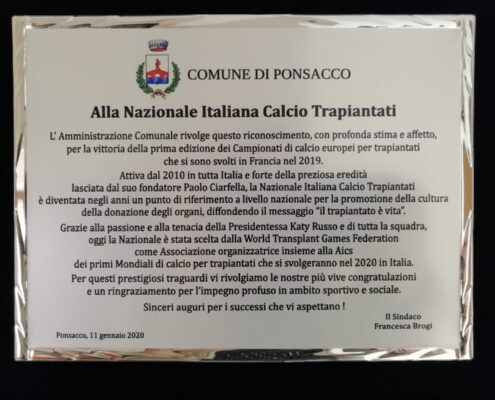 COMUNE DI PONSACCO
Alla Nazionale Italiana Calcio Trapiantati
L' Amministrazione Comunale rivolge questo riconoscimento, con profonda stima e affetto,
per la vittoria della prima edizione dei Campionati di calcio europei per trapiantati
che si sono svolti in Francia nel 2019.
Attiva dal 2010 in tutta Italia e forte della preziosa eredità
lasciata dal suo fondatore Paolo Ciarfella, la Nazionale Italiana Calcio Trapiantati
è diventata negli anni un punto di riferimento a livello nazionale per la promozione della cultura
della donazione degli organi, diffondendo il messaggio "il trapiantato è vita".
Grazie alla passione e alla tenacia della Presidentessa Katy Russo e di tutta la squadra,
oggi la Nazionale è stata scelta dalla World Transplant Games Federation
come Associazione organizzatrice insieme alla Aics
dei primi Mondiali di calcio per trapiantati che si svolgeranno nel 2020 in Italia.
Per questi prestigiosi traguardi vi rivolgiamo le nostre più vive congratulazioni
e un ringraziamento per l'impegno profuso in ambito sportivo e sociale.
Sinceri auguri per i successi che vi aspettano !
Ponsacco, 11 gennaio 2020
Il Sindaco
Francesca Brogi